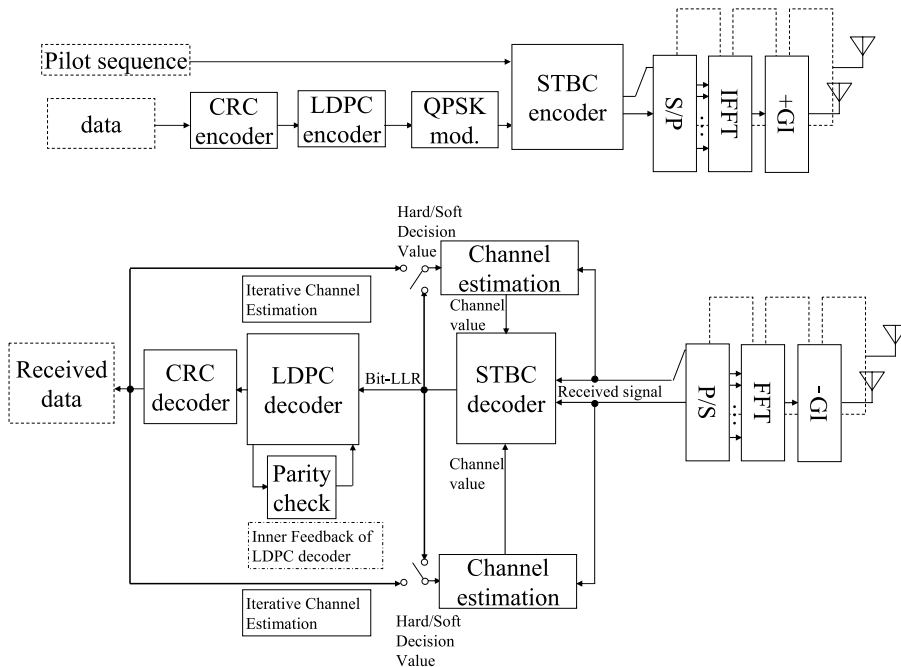 Pilot sequence
data
CRC
encoder
LDPC
encoder
QPSK
mod.
STBC
encoder
S/P
IFFT
+GI
Hard/Soft
Decision
Value
Channel
estimation
Iterative Channel
Estimation
Channel
value
Received
data
CRC
decoder
LDPC
decoder
Bit-LLR
STBC
decoder
Received signal
P/S
FFT
-GI
Parity
check
Channel
value
Inner Feedback of
LDPC decoder
Channel
estimation
Iterative Channel
Estimation
Hard/Soft
Decision
Value